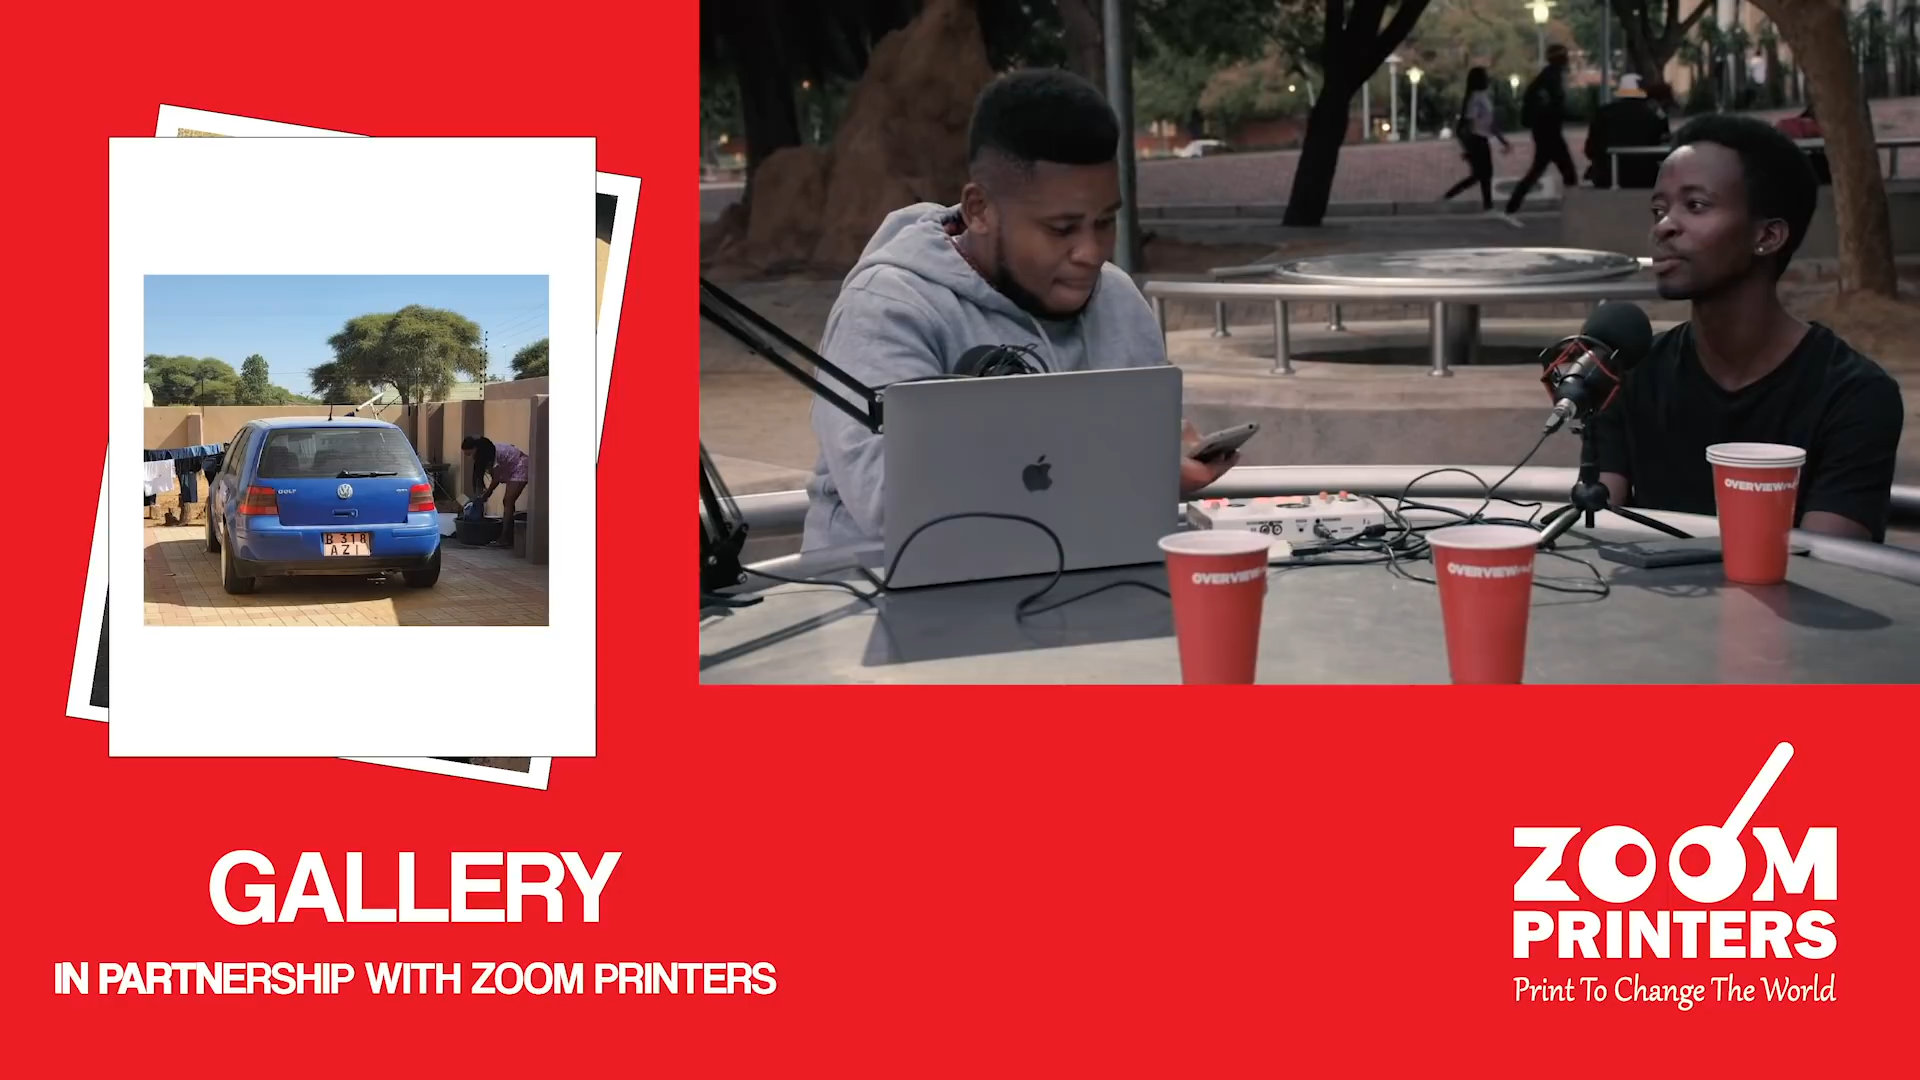 GOLF
B 318
AZI
OVERVIEW
OVERVIEW
OVERVIEW
GALLERY
IN PARTNERSHIP WITH ZOOM PRINTERS
ZOOM
PRINTERS
Print To Change The World